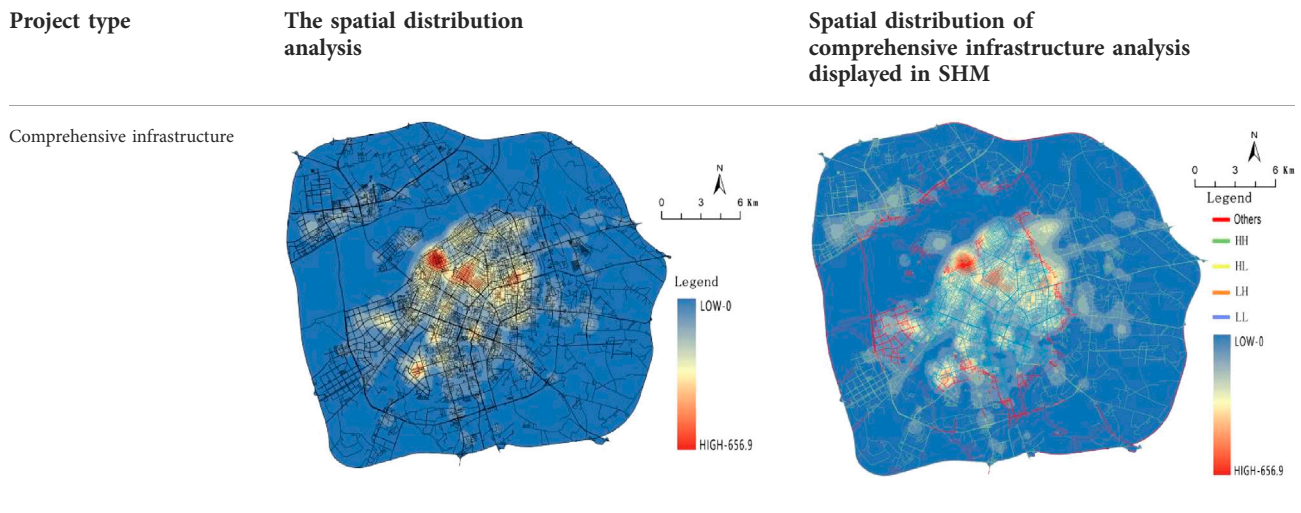 Project type
The spatial distribution
analysis
Spatial distribution of
comprehensive infrastructure analysis
displayed in SHM
Comprehensive infrastructure
N
0 3 6 Km
Legend
LOW-0
HIGH-656.9
N
0 3 6 Km
Legend
Others
HH
HL
LH
LL
LOW-0
HIGH-656.9